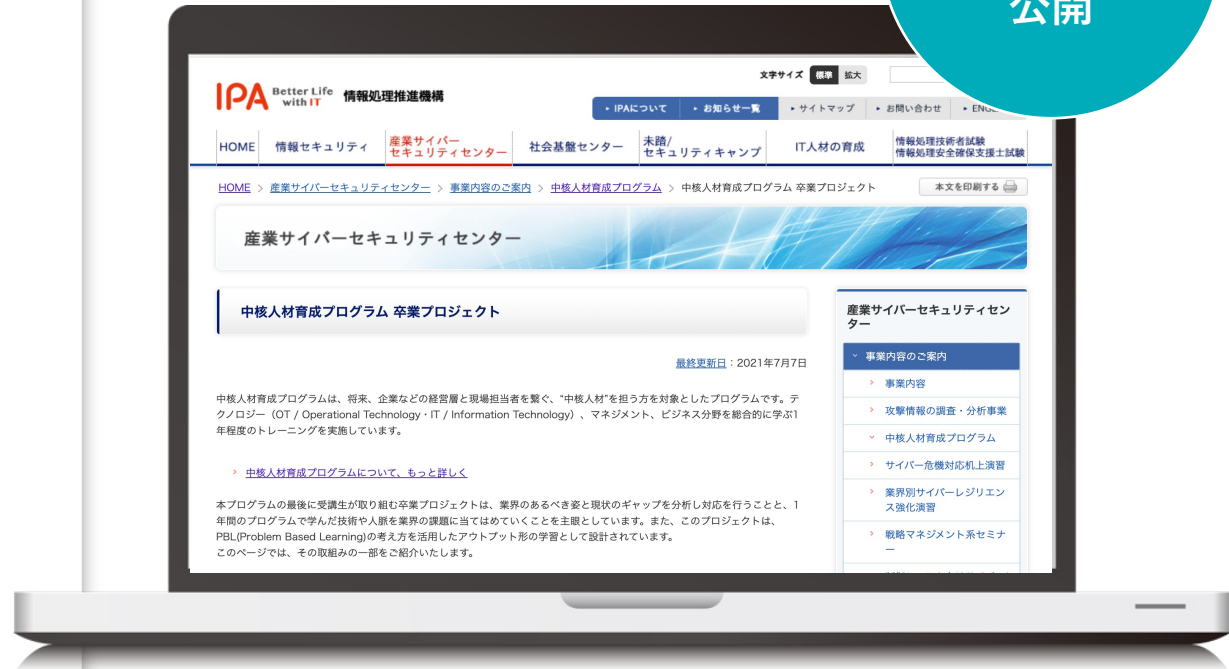 公開
文字サイズ 標準 拡大
IPA Better Life with IT 情報処理推進機構
IPAについて お知らせ一覧 サイトマップ お問い合わせ
HOME 情報セキュリティ 産業サイバー セキュリティセンター 社会基盤センター 未踏/ セキュリティキャンプ IT人材の育成 情報処理技術者試験 情報処理安全確保支援士試験
HOME > 産業サイバーセキュリティセンター > 事業内容のご案内 > 中核人材育成プログラム > 中核人材育成プログラム 卒業プロジェクト 本文を印刷する
産業サイバーセキュリティセンター
中核人材育成プログラム 卒業プロジェクト
最終更新日:2021年7月7日
中核人材育成プログラムは、将来、企業などの経営層と現場担当者を繋ぐ、“中核人材”を担う方を対象としたプログラムです。テ
クノロジー(OT / Operational Technology・IT / Information Technology)、マネジメント、ビジネス分野を総合的に学ぶ1
年程度のトレーニングを実施しています。
中核人材育成プログラムについて、もっと詳しく
本プログラムの最後に受講生が取り組む卒業プロジェクトは、業界のあるべき姿と現状のギャップを分析し対応を行うことと、1
年間のプログラムで学んだ技術や人脈を業界の課題に当てはめていくことを主眼としています。また、このプロジェクトは、
PBL(Problem Based Learning)の考え方を活用したアウトプット形の学習として設計されています。
このページでは、その取組みの一部をご紹介いたします。
産業サイバーセキュリティセン
ター
事業内容のご案内
事業内容
攻撃情報の調査・分析事業
中核人材育成プログラム
サイバー危機対応机上演習
業界別サイバーレジリエン
ス強化演習
戦略マネジメント系セミナ
ー